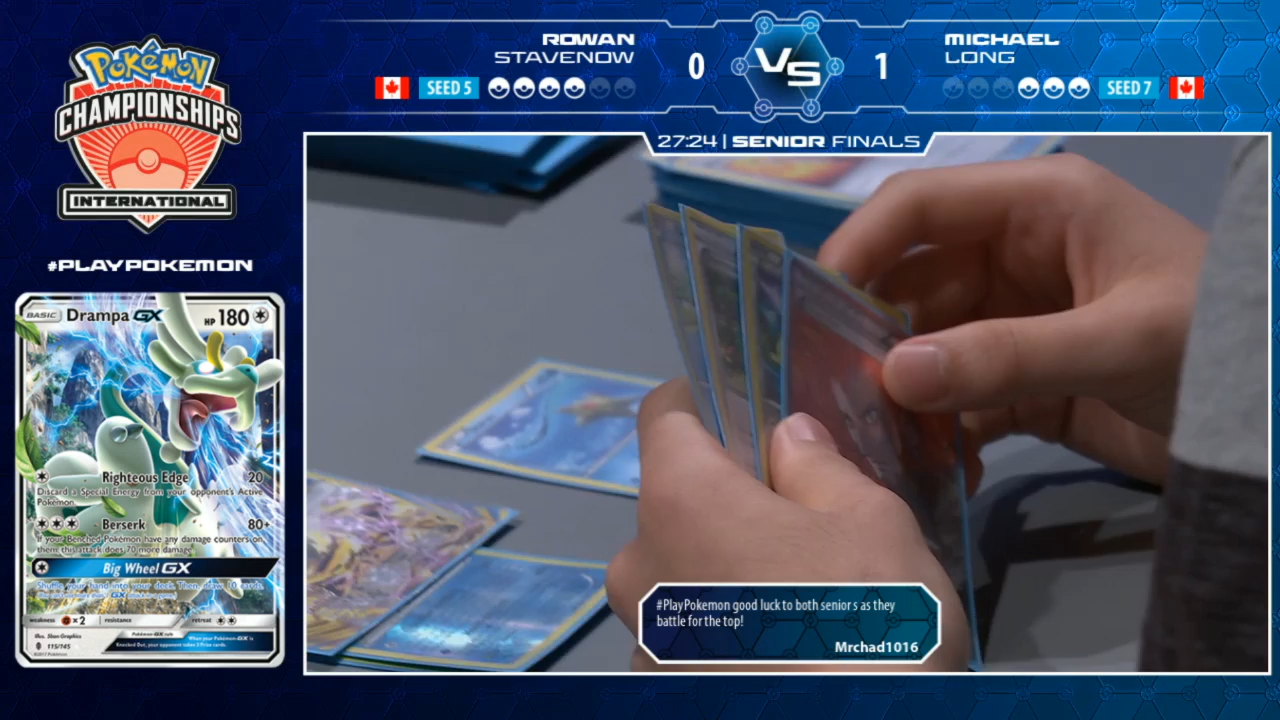 Pokémon
CHAMPIONSHIPS
INTERNATIONAL
#PLAYPOKEMON
ROWAN
STAVENOW
SEED 5
0
VS
1
MICHAEL
LONG
SEED 7
27:24 | SENIOR FINALS
BASIC Drampa GX HP 180
Righteous Edge 20
Discard a Special Energy from your opponent's Active
Pokémon.
Berserk 80+
If your Benched Pokémon have any damage counters on
them this attack does 70 more damage.
Big Wheel GX
Shuffle your hand into your deck. Then, draw 10 cards.
weakness ×2 resistance retreat
115/145
#PlayPokemon good luck to both seniors as they
battle for the top!
Mrchad1016